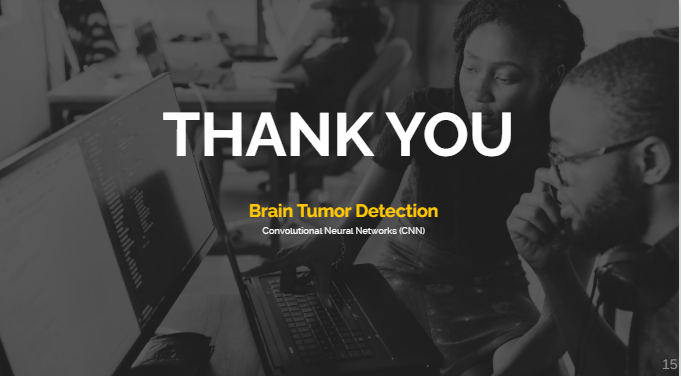 THANK YOU
Brain Tumor Detection
Convolutional Neural Networks (CNN)
15